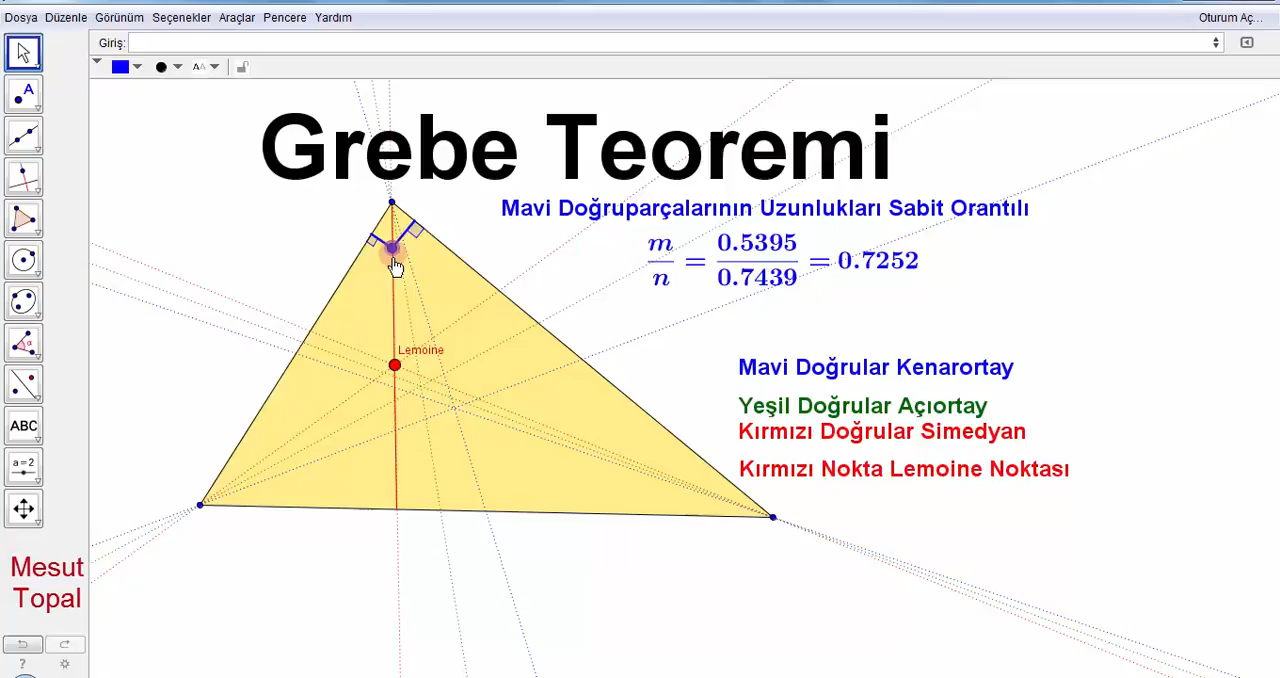 Dosya Düzenle Görünüm Seçenekler Araçlar Pencere Yardım Oturum Aç...
Giriş:
AA
A
Grebe Teoremi
Mavi Doğruparçalarının Uzunlukları Sabit Orantılı
m/n = 0.5395/0.7439 = 0.7252
α
Lemoine
Mavi Doğrular Kenarortay
Yeşil Doğrular Açıortay
ABC
Kırmızı Doğrular Simedyan
a=2
Kırmızı Nokta Lemoine Noktası
Mesut
Topal
?